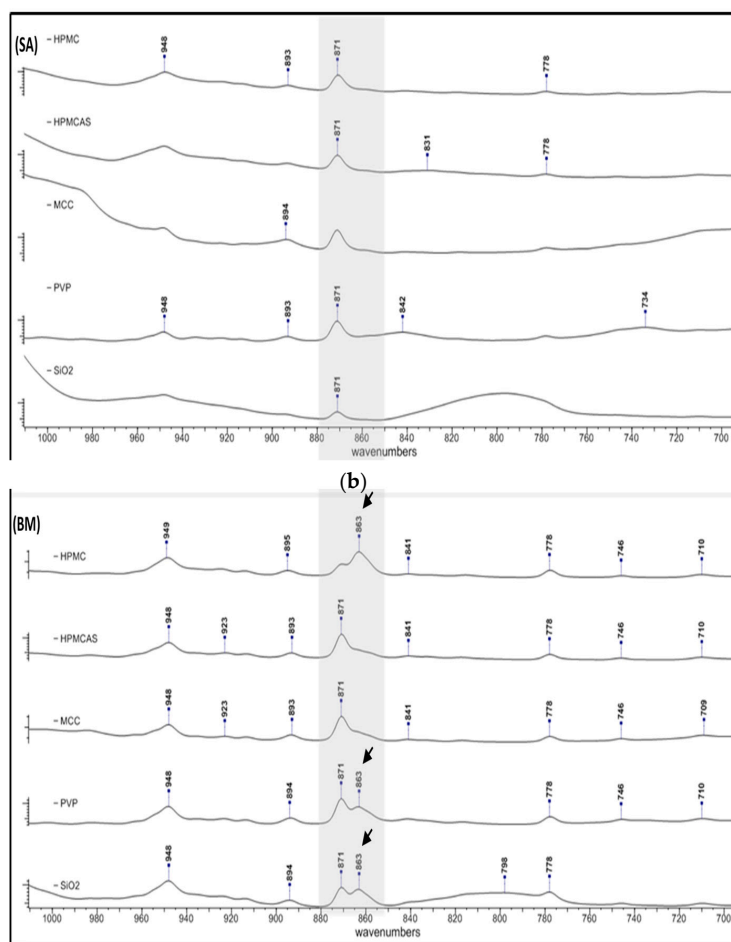 (SA)
– HPMC
948 893 871 778
– HPMCAS
871 831 778
– MCC
894
– PVP
948 893 871 842 734
– SiO2
871
1000 980 960 940 920 900 880 860 840 820 800 780 760 740 720 700
wavenumbers
(b)
(BM)
– HPMC
949 895 863 841 778 746 710
– HPMCAS
948 923 893 871 841 778 746 710
– MCC
948 923 893 871 841 778 746 709
– PVP
948 894 871 863 778 746 710
– SiO2
948 894 871 863 798 778
1000 980 960 940 920 900 880 860 840 820 800 780 760 740 720 700
wavenumbers